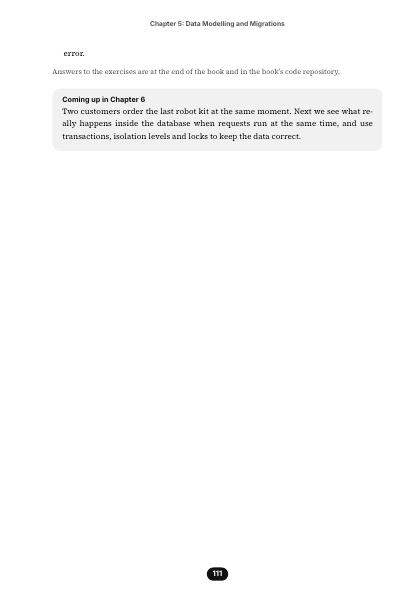 Chapter 5: Data Modelling and Migrations
error.
Answers to the exercises are at the end of the book and in the book's code repository.
Coming up in Chapter 6
Two customers order the last robot kit at the same moment. Next we see what re-
ally happens inside the database when requests run at the same time, and use
transactions, isolation levels and locks to keep the data correct.
111